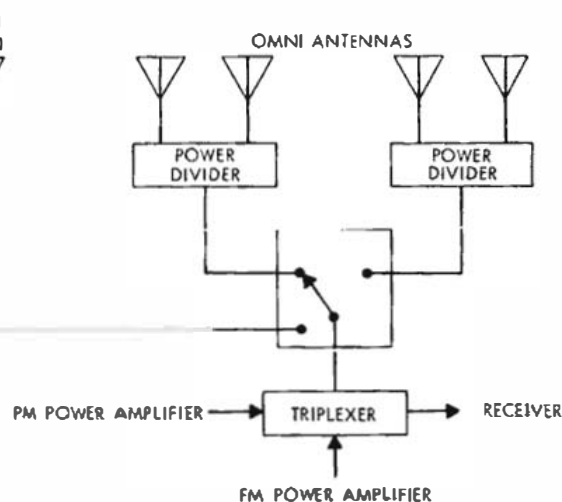 OMNI ANTENNAS
POWER
DIVIDER
POWER
DIVIDER
PM POWER AMPLIFIER
TRIPLEXER
RECEIVER
FM POWER AMPLIFIER